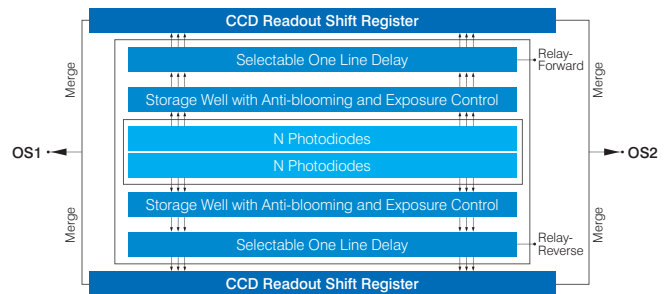 CCD Readout Shift Register
Selectable One Line Delay
Relay-
Forward
Merge
Merge
Storage Well with Anti-blooming and Exposure Control
N Photodiodes
OS1
OS2
N Photodiodes
Storage Well with Anti-blooming and Exposure Control
Merge
Merge
Selectable One Line Delay
Relay-
Reverse
CCD Readout Shift Register